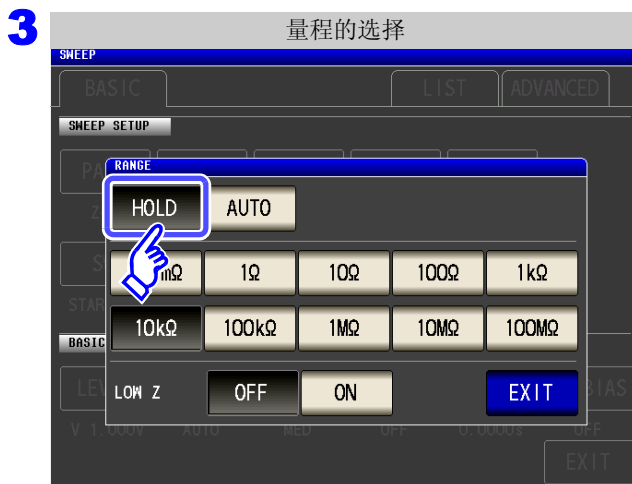 3
量程的选择
SWEEP
BASIC LIST ADVANCED
SWEEP SETUP
RANGE
HOLD AUTO
mΩ 1Ω 10Ω 100Ω 1kΩ
10kΩ 100kΩ 1MΩ 10MΩ 100MΩ
BASIC
LOW Z OFF ON EXIT
V 1.000V AUTO MED OFF 0.0000s OFF
EXIT